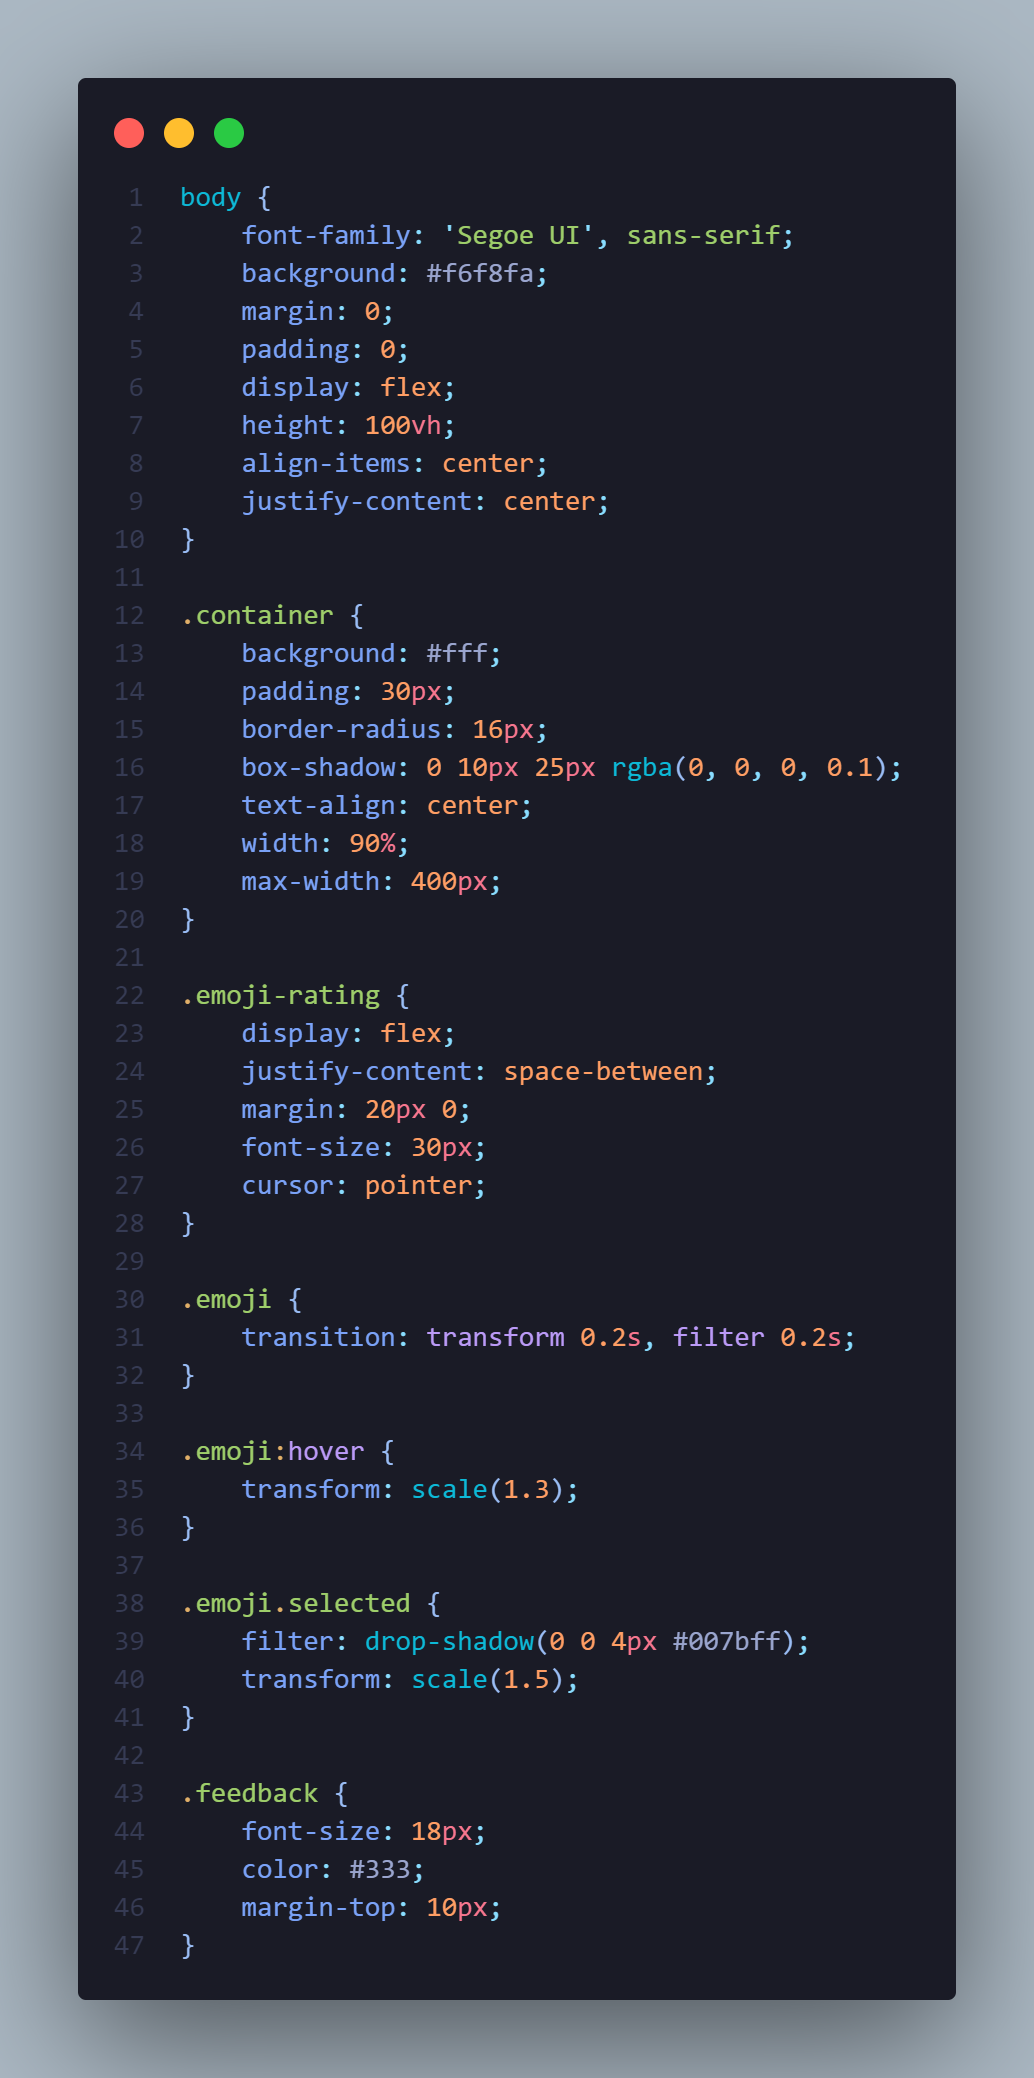 1 body {
2     font-family: 'Segoe UI', sans-serif;
3     background: #f6f8fa;
4     margin: 0;
5     padding: 0;
6     display: flex;
7     height: 100vh;
8     align-items: center;
9     justify-content: center;
10 }
11
12 .container {
13     background: #fff;
14     padding: 30px;
15     border-radius: 16px;
16     box-shadow: 0 10px 25px rgba(0, 0, 0, 0.1);
17     text-align: center;
18     width: 90%;
19     max-width: 400px;
20 }
21
22 .emoji-rating {
23     display: flex;
24     justify-content: space-between;
25     margin: 20px 0;
26     font-size: 30px;
27     cursor: pointer;
28 }
29
30 .emoji {
31     transition: transform 0.2s, filter 0.2s;
32 }
33
34 .emoji:hover {
35     transform: scale(1.3);
36 }
37
38 .emoji.selected {
39     filter: drop-shadow(0 0 4px #007bff);
40     transform: scale(1.5);
41 }
42
43 .feedback {
44     font-size: 18px;
45     color: #333;
46     margin-top: 10px;
47 }